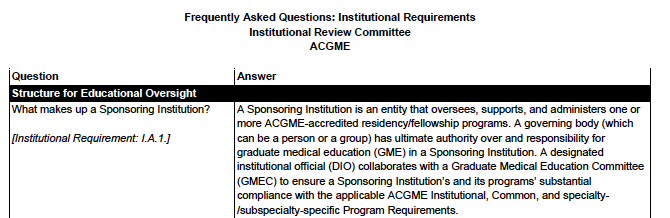 Frequently Asked Questions: Institutional Requirements
Institutional Review Committee
ACGME
Question
Answer
Structure for Educational Oversight
What makes up a Sponsoring Institution?
[Institutional Requirement: I.A.1.]
A Sponsoring Institution is an entity that oversees, supports, and administers one or
more ACGME-accredited residency/fellowship programs. A governing body (which
can be a person or a group) has ultimate authority over and responsibility for
graduate medical education (GME) in a Sponsoring Institution. A designated
institutional official (DIO) collaborates with a Graduate Medical Education Committee
(GMEC) to ensure a Sponsoring Institution's and its programs' substantial
compliance with the applicable ACGME Institutional, Common, and specialty-
/subspecialty-specific Program Requirements.